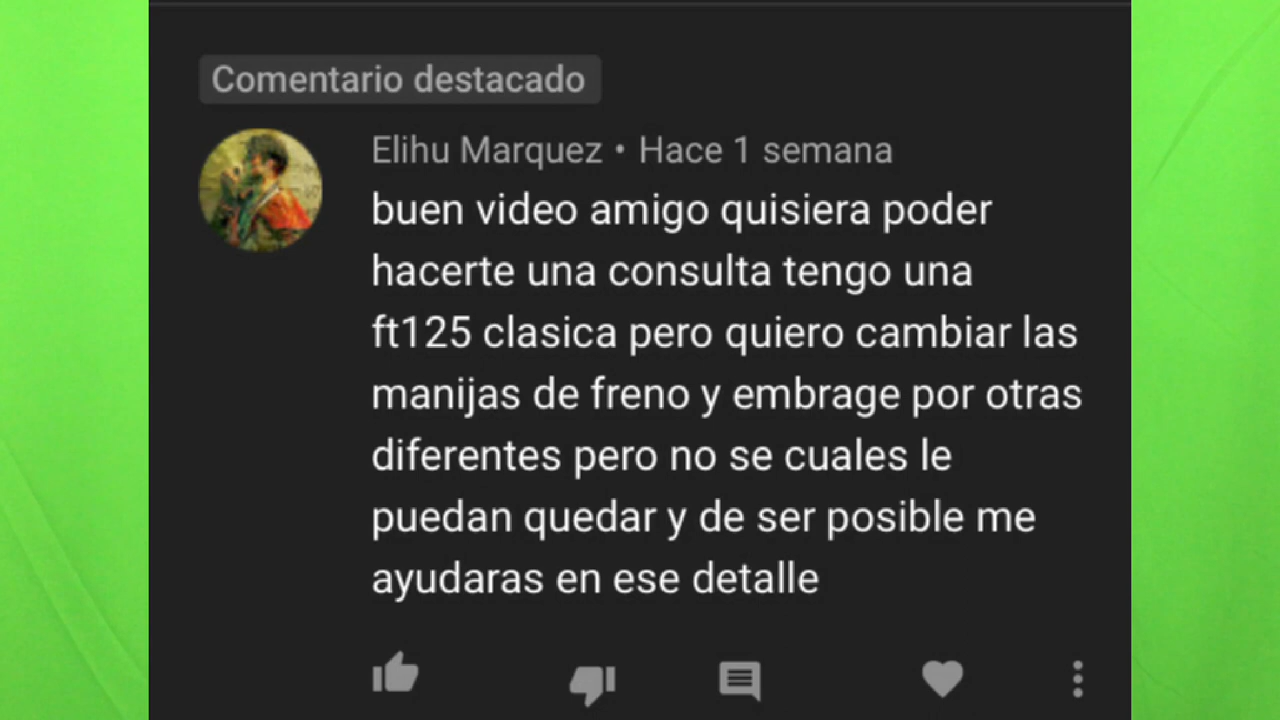 Comentario destacado
Elihu Marquez • Hace 1 semana
buen video amigo quisiera poder
hacerte una consulta tengo una
ft125 clasica pero quiero cambiar las
manijas de freno y embrage por otras
diferentes pero no se cuales le
puedan quedar y de ser posible me
ayudaras en ese detalle